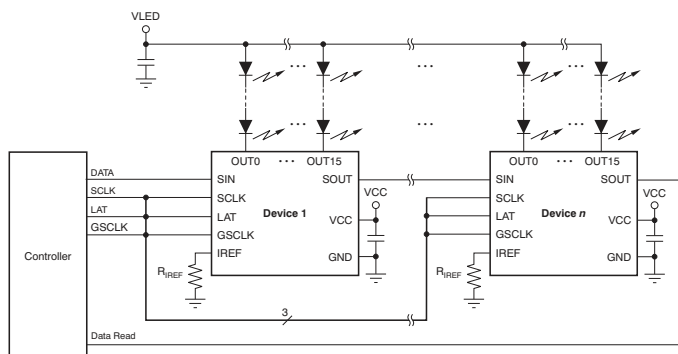 VLED
... ...
...
... ...
...
OUT0 ... OUT15
OUT0 ... OUT15
Controller
DATA
SCLK
LAT
GSCLK
Data Read
SIN
SCLK
LAT
GSCLK
IREF
Device 1
SOUT
VCC
GND
VCC
RIREF
3
SIN
SCLK
LAT
GSCLK
IREF
Device n
SOUT
VCC
GND
VCC
RIREF